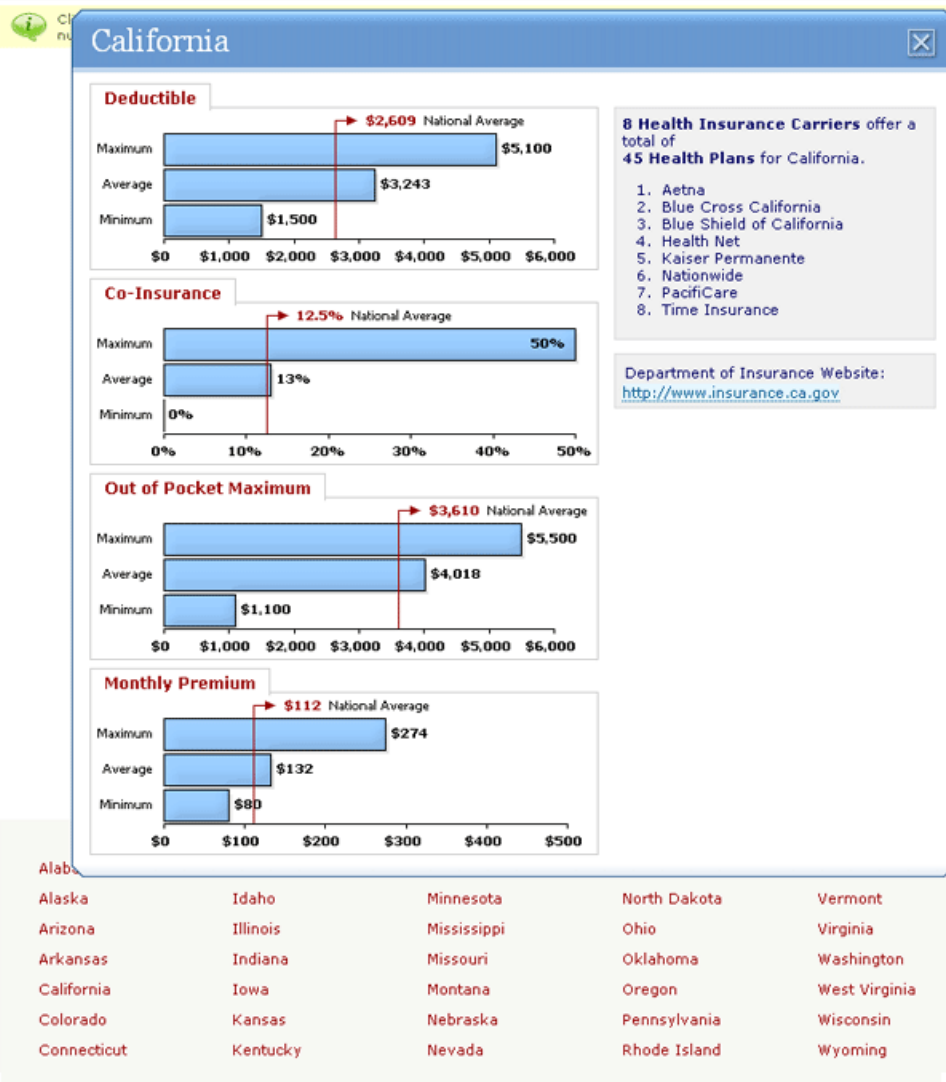 California
Deductible
$2,609 National Average
Maximum $5,100
Average $3,243
Minimum $1,500
$0 $1,000 $2,000 $3,000 $4,000 $5,000 $6,000
Co-Insurance
12.5% National Average
Maximum 50%
Average 13%
Minimum 0%
0% 10% 20% 30% 40% 50%
Out of Pocket Maximum
$3,610 National Average
Maximum $5,500
Average $4,018
Minimum $1,100
$0 $1,000 $2,000 $3,000 $4,000 $5,000 $6,000
Monthly Premium
$112 National Average
Maximum $274
Average $132
Minimum $80
$0 $100 $200 $300 $400 $500
8 Health Insurance Carriers offer a
total of
45 Health Plans for California.
1. Aetna
2. Blue Cross California
3. Blue Shield of California
4. Health Net
5. Kaiser Permanente
6. Nationwide
7. PacifiCare
8. Time Insurance
Department of Insurance Website:
http://www.insurance.ca.gov
Alaska Idaho Minnesota North Dakota Vermont
Arizona Illinois Mississippi Ohio Virginia
Arkansas Indiana Missouri Oklahoma Washington
California Iowa Montana Oregon West Virginia
Colorado Kansas Nebraska Pennsylvania Wisconsin
Connecticut Kentucky Nevada Rhode Island Wyoming